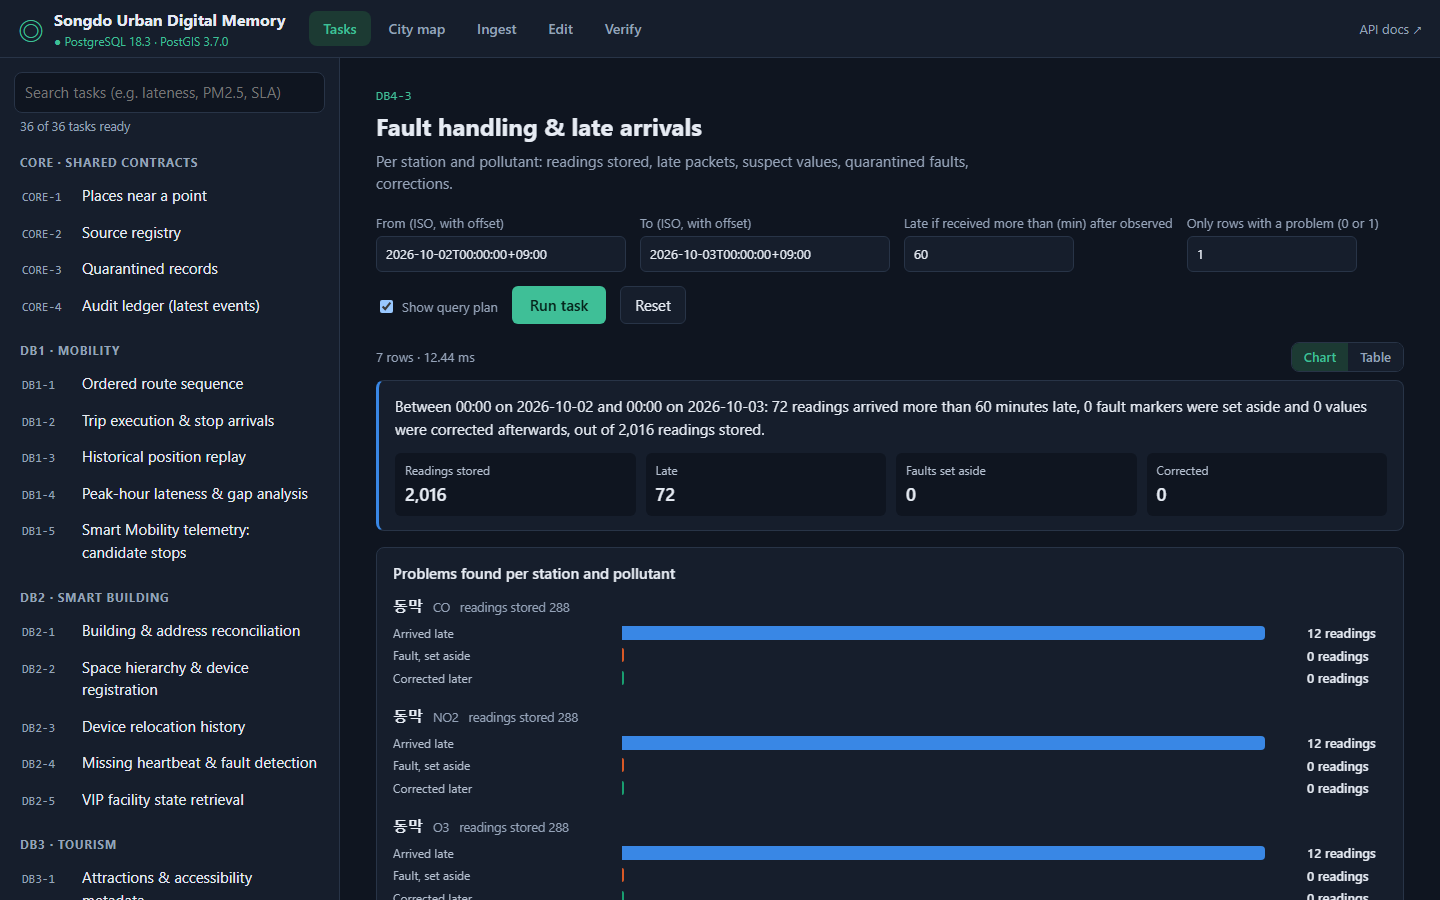 Songdo Urban Digital Memory
● PostgreSQL 18.3 · PostGIS 3.7.0
Tasks
City map
Ingest
Edit
Verify
API docs ↗
Search tasks (e.g. lateness, PM2.5, SLA)
36 of 36 tasks ready
CORE · SHARED CONTRACTS
CORE-1 Places near a point
CORE-2 Source registry
CORE-3 Quarantined records
CORE-4 Audit ledger (latest events)
DB1 · MOBILITY
DB1-1 Ordered route sequence
DB1-2 Trip execution & stop arrivals
DB1-3 Historical position replay
DB1-4 Peak-hour lateness & gap analysis
DB1-5 Smart Mobility telemetry:
candidate stops
DB2 · SMART BUILDING
DB2-1 Building & address reconciliation
DB2-2 Space hierarchy & device
registration
DB2-3 Device relocation history
DB2-4 Missing heartbeat & fault detection
DB2-5 VIP facility state retrieval
DB3 · TOURISM
DB3-1 Attractions & accessibility
metadata
DB4-3
Fault handling & late arrivals
Per station and pollutant: readings stored, late packets, suspect values, quarantined faults,
corrections.
From (ISO, with offset)
2026-10-02T00:00:00+09:00
To (ISO, with offset)
2026-10-03T00:00:00+09:00
Late if received more than (min) after observed
60
Only rows with a problem (0 or 1)
1
Show query plan
Run task
Reset
7 rows · 12.44 ms
Chart
Table
Between 00:00 on 2026-10-02 and 00:00 on 2026-10-03: 72 readings arrived more than 60 minutes late, 0 fault markers were set aside and 0 values
were corrected afterwards, out of 2,016 readings stored.
Readings stored
2,016
Late
72
Faults set aside
0
Corrected
0
Problems found per station and pollutant
동막 CO readings stored 288
Arrived late 12 readings
Fault, set aside 0 readings
Corrected later 0 readings
동막 NO2 readings stored 288
Arrived late 12 readings
Fault, set aside 0 readings
Corrected later 0 readings
동막 O3 readings stored 288
Arrived late 12 readings
Fault, set aside 0 readings
Corrected later 0 readings